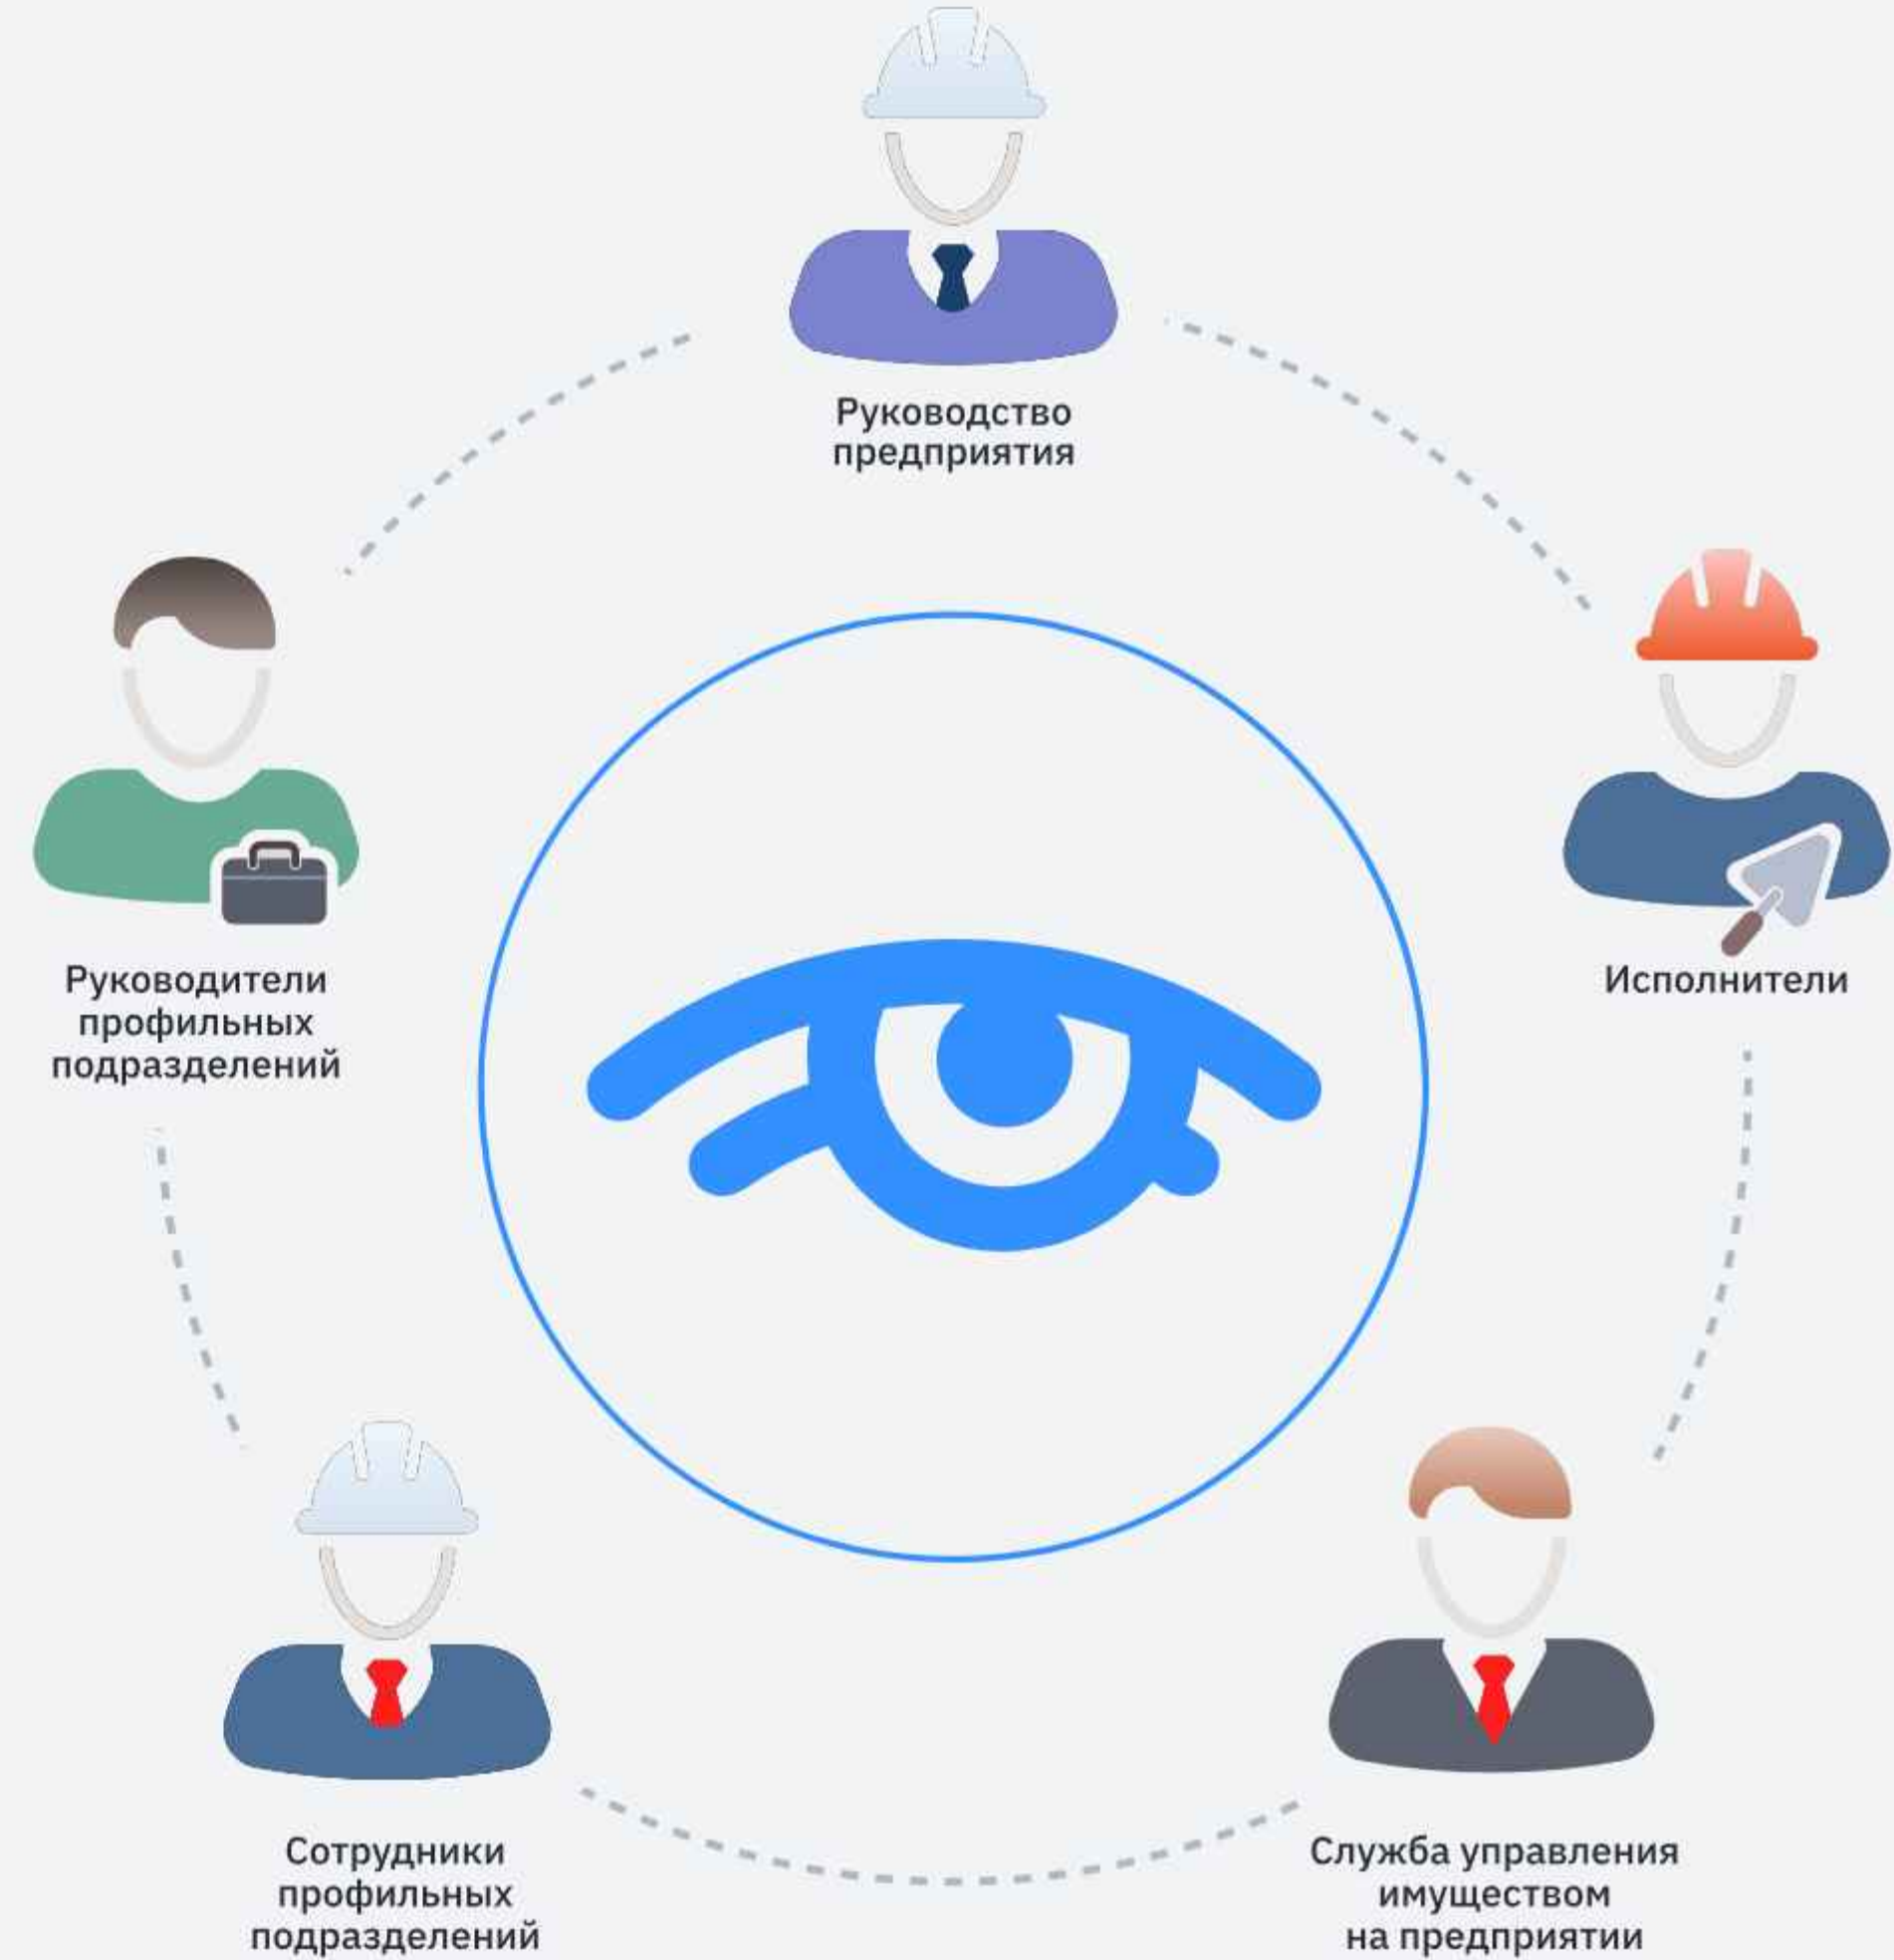 Руководство
предприятия
Руководители
профильных
подразделений
Исполнители
Сотрудники
профильных
подразделений
Служба управления
имуществом
на предприятии